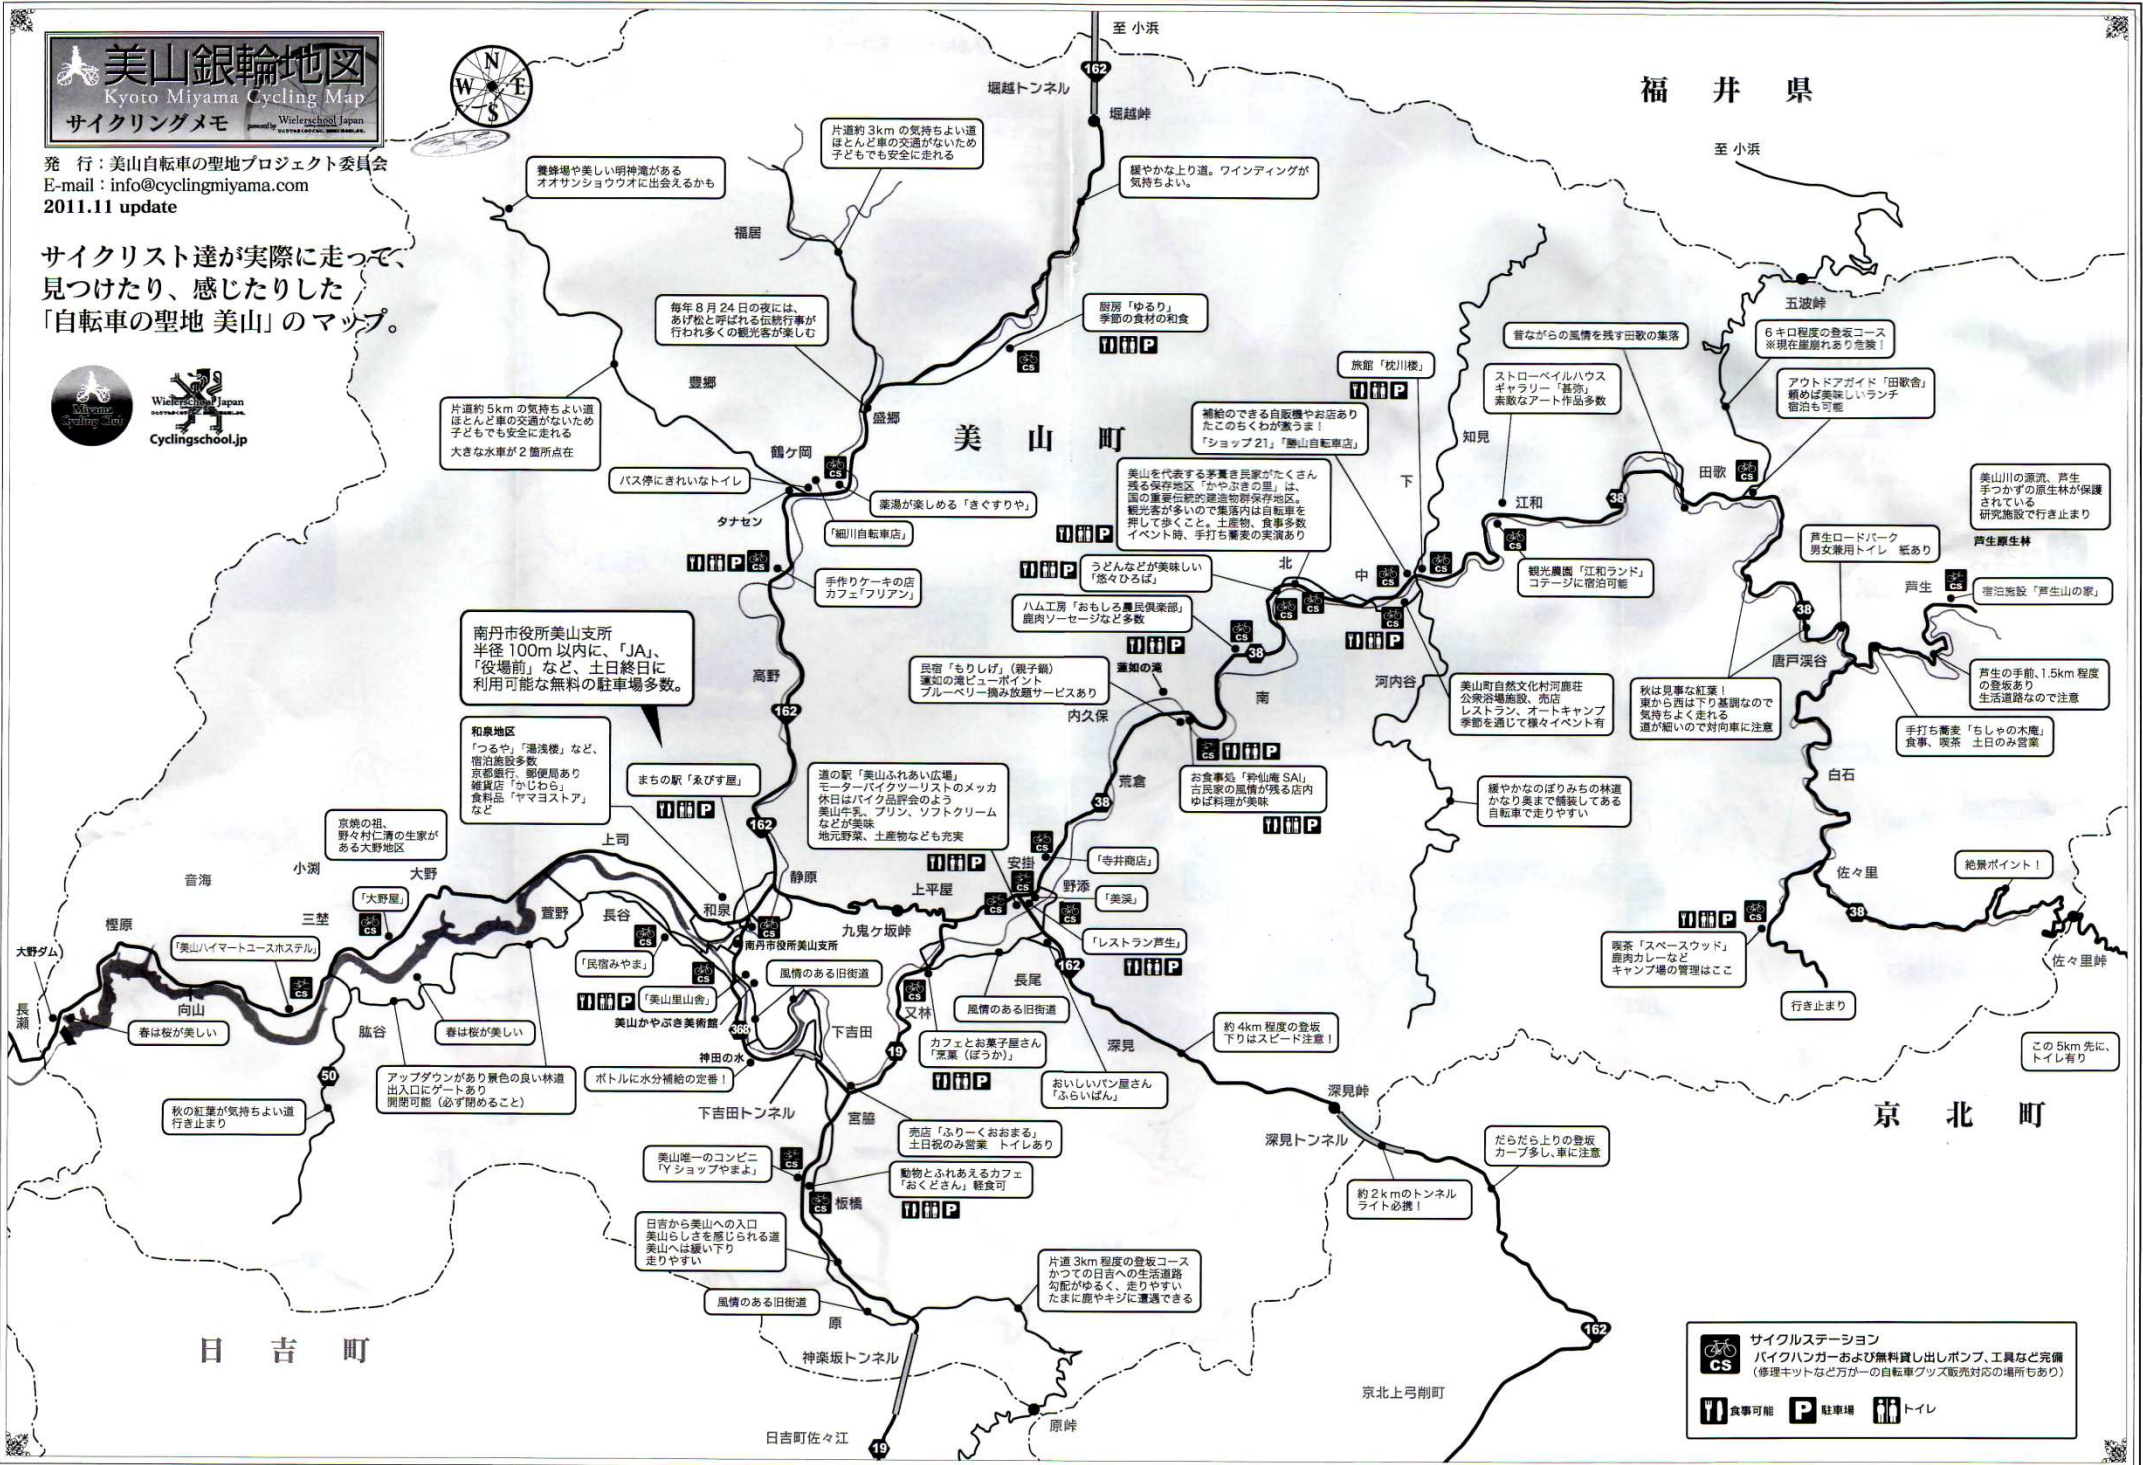 美山銀輪地図
Kyoto Miyama Cycling Map
サイクリングメモ
powered by Wielerschool Japan
発 行:美山自転車の聖地プロジェクト委員会
E-mail:info@cyclingmiyama.com
2011.11 update
サイクリスト達が実際に走って、
見つけたり、感じたりした
「自転車の聖地 美山」のマップ。
Miyama
Cycling Club
Wielerschool Japan
Cyclingschool.jp
N
W
E
S
至 小浜
162
堀越トンネル
堀越峠
福 井 県
至 小浜
五波峠
片道約3kmの気持ちよい道
ほとんど車の交通がないため
子どもでも安全に走れる
養蜂場や美しい明神滝がある
オオサンショウウオに出会えるかも
緩やかな上り道。ワインディングが
気持ちよい。
福居
毎年8月24日の夜には、
あげ松と呼ばれる伝統行事が
行われ多くの観光客が楽しむ
厨房「ゆるり」
季節の食材の和食
P
CS
豊郷
盛郷
美 山 町
片道約5kmの気持ちよい道
ほとんど車の交通がないため
子どもでも安全に走れる
大きな水車が2箇所点在
鶴ケ岡
CS
バス停にきれいなトイレ
薬湯が楽しめる「きぐすりや」
タナセン
「細川自転車店」
P
CS
手作りケーキの店
カフェ「フリアン」
昔ながらの風情を残す田歌の集落
6キロ程度の登坂コース
※現在崖崩れあり危険!
旅館「枕川楼」
P
ストローベイルハウス
ギャラリー「甚弥」
素敵なアート作品多数
アウトドアガイド「田歌舎」
頼めば美味しいランチ
宿泊も可能
補給のできる自販機やお店あり
たこのちくわが激うま!
「ショップ21」「勝山自転車店」
知見
下
田歌
CS
38
江和
美山を代表する茅葺き民家がたくさん
残る保存地区「かやぶきの里」は、
国の重要伝統的建造物群保存地区。
観光客が多いので集落内は自転車を
押して歩くこと。土産物、食事多数
イベント時、手打ち蕎麦の実演あり
P
美山川の源流、芦生
手つかずの原生林が保護
されている
研究施設で行き止まり
芦生原生林
芦生ロードパーク
男女兼用トイレ 紙あり
P
うどんなどが美味しい
「悠々ひろば」
北
中
CS
CS
CS
観光農園「江和ランド」
コテージに宿泊可能
芦生
CS
宿泊施設「芦生山の家」
ハム工房「おもしろ農民倶楽部」
鹿肉ソーセージなど多数
P
CS
38
CS
CS
CS
P
38
唐戸渓谷
南丹市役所美山支所
半径100m以内に、「JA」、
「役場前」など、土日終日に
利用可能な無料の駐車場多数。
高野
162
民宿「もりしげ」(親子鍋)
蓮如の滝ビューポイント
ブルーベリー摘み放題サービスあり
蓮如の滝
内久保
南
河内谷
美山町自然文化村河鹿荘
公衆浴場施設、売店
レストラン、オートキャンプ
季節を通じて様々イベント有
秋は見事な紅葉!
東から西は下り基調なので
気持ちよく走れる
道が細いので対向車に注意
芦生の手前、1.5km程度
の登坂あり
生活道路なので注意
手打ち蕎麦「ちしゃの木庵」
食事、喫茶 土日のみ営業
和泉地区
「つるや」「湯浅楼」など、
宿泊施設多数
京都銀行、郵便局あり
雑貨店「かじわら」
食料品「ヤマヨストア」
など
まちの駅「ゑびす屋」
P
道の駅「美山ふれあい広場」
モーターバイクツーリストのメッカ
休日はバイク品評会のよう
美山牛乳、プリン、ソフトクリーム
などが美味
地元野菜、土産物なども充実
P
荒倉
38
CS P
お食事処「粋仙庵SAI」
古民家の風情が残る店内
ゆば料理が美味
P
緩やかなのぼりみちの林道
かなり奥まで舗装してある
自転車で走りやすい
白石
京焼の祖、
野々村仁清の生家が
ある大野地区
上司
162
静原
CS
安掛
「寺井商店」
CS
野添
CS
「美渓」
CS
「レストラン芦生」
P
佐々里
38
絶景ポイント!
佐々里峠
音海
小渕
大野
「大野屋」
CS
三埜
樫原
大野ダム
「美山ハイマートユースホステル」
CS
萱野
長谷
CS
「民宿みやま」
和泉
CS
南丹市役所美山支所
上平屋
九鬼ケ坂峠
162
長尾
P
CS
喫茶「スペースウッド」
鹿肉カレーなど
キャンプ場の管理はここ
行き止まり
長瀬
向山
春は桜が美しい
肱谷
春は桜が美しい
CS
P
「美山里山舎」
美山かやぶき美術館
風情のある旧街道
CS
又林
風情のある旧街道
368
下吉田
神田の水
ボトルに水分補給の定番!
19
カフェとお菓子屋さん
「烹菓(ほうか)」
P
深見
約4km程度の登坂
下りはスピード注意!
この5km先に、
トイレ有り
50
アップダウンがあり景色の良い林道
出入口にゲートあり
開閉可能(必ず閉めること)
秋の紅葉が気持ちよい道
行き止まり
下吉田トンネル
宮脇
おいしいパン屋さん
「ふらいぱん」
深見峠
深見トンネル
京 北 町
売店「ふりーくおおまる」
土日祝のみ営業 トイレあり
美山唯一のコンビニ
「Yショップやまよ」
CS
動物とふれあえるカフェ
「おくどさん」軽食可
P
CS
板橋
だらだら上りの登坂
カーブ多し、車に注意
約2kmのトンネル
ライト必携!
日吉から美山への入口
美山らしさを感じられる道
美山へは緩い下り
走りやすい
片道3km程度の登坂コース
かつての日吉への生活道路
勾配がゆるく、走りやすい
たまに鹿やキジに遭遇できる
風情のある旧街道
原
日 吉 町
神楽坂トンネル
162
京北上弓削町
原峠
日吉町佐々江
19
CS
サイクルステーション
バイクハンガーおよび無料貸し出しポンプ、工具など完備
(修理キットなど万が一の自転車グッズ販売対応の場所もあり)
食事可能 P 駐車場 トイレ